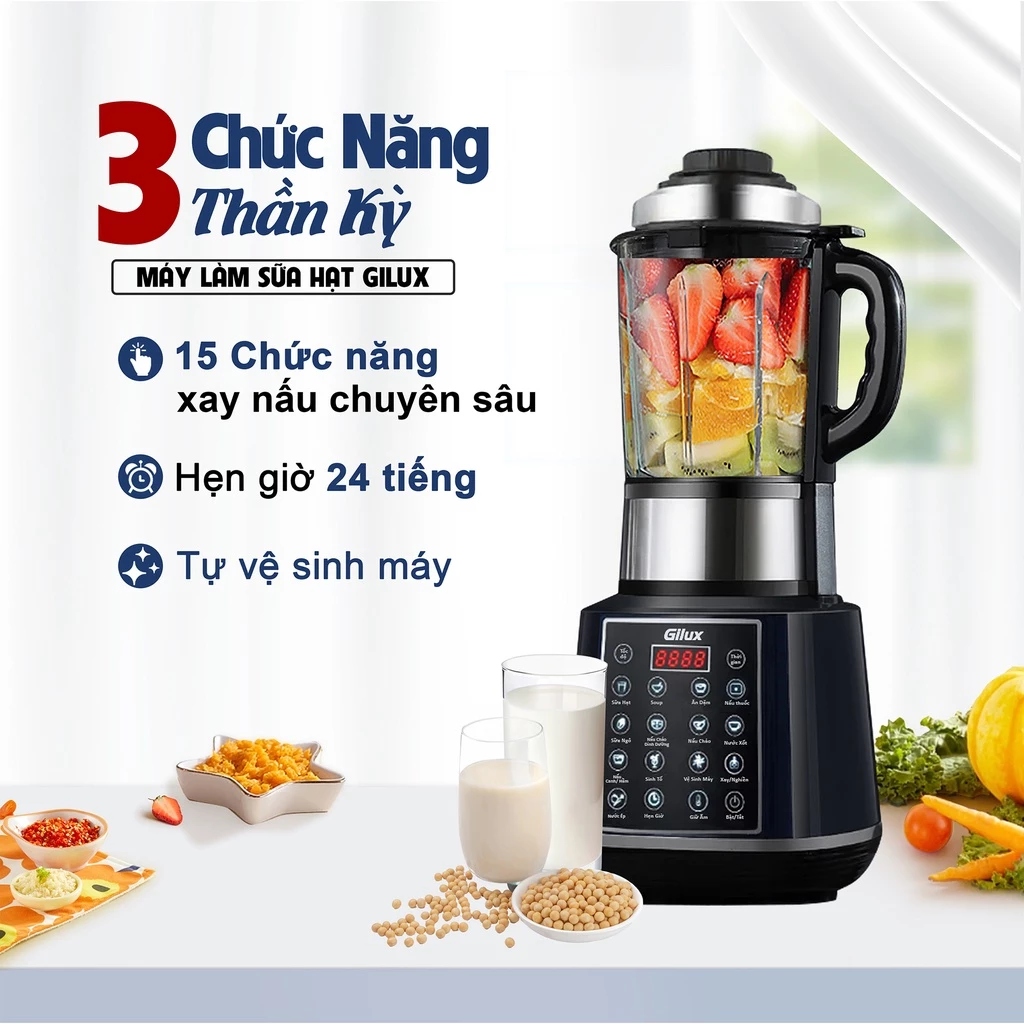 3 Chức Năng
Thần Kỳ
MÁY LÀM SỮA HẠT GILUX
15 Chức năng
xay nấu chuyên sâu
Hẹn giờ 24 tiếng
Tự vệ sinh máy
Gilux
Tốc độ
8888
Thời gian
Sữa Hạt
Soup
Ăn Dặm
Nấu thuốc
Sữa Ngô
Nấu Cháo Dinh Dưỡng
Nấu Cháo
Nước Xốt
Nấu Canh/ Hầm
Sinh Tố
Vệ Sinh Máy
Xay/Nghiền
Nước Ép
Hẹn Giờ
Giữ Ấm
Bật/Tắt